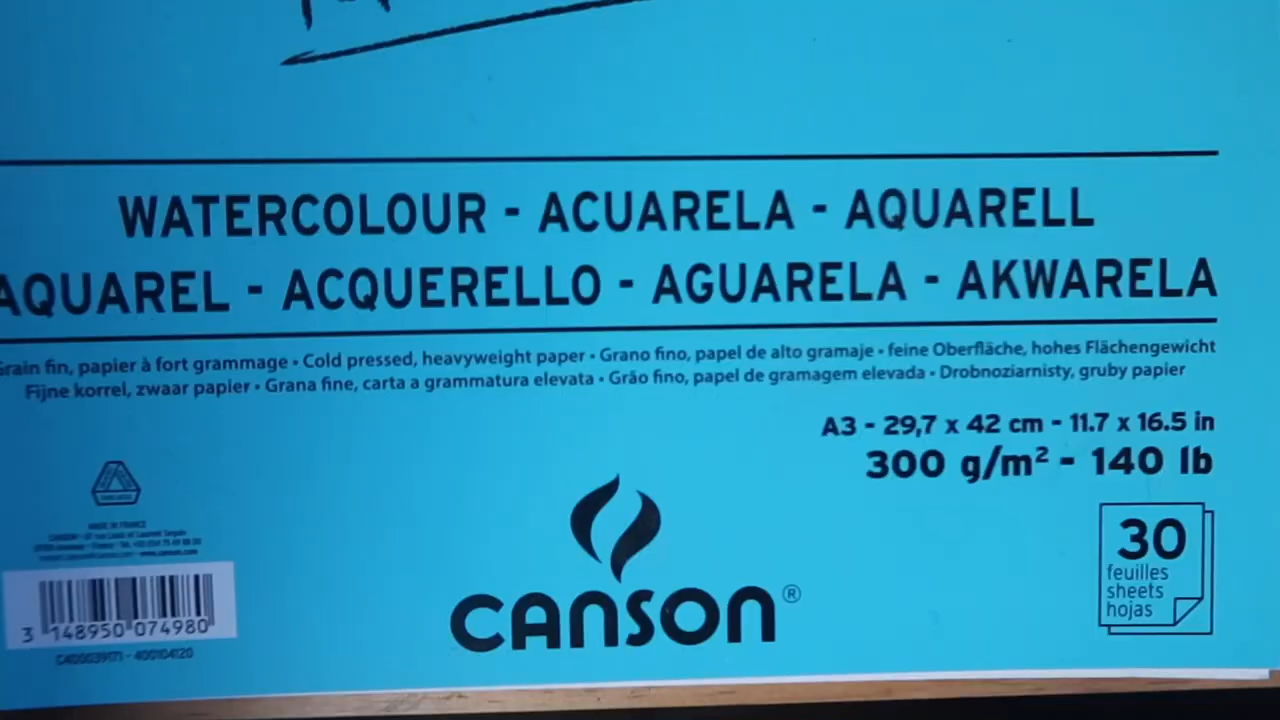 WATERCOLOUR - ACUARELA - AQUARELL
AQUAREL - ACQUERELLO - AGUARELA - AKWARELA
Grain fin, papier à fort grammage • Cold pressed, heavyweight paper • Grano fino, papel de alto gramaje • feine Oberfläche, hohes Flächengewicht
Fijne korrel, zwaar papier • Grana fine, carta a grammatura elevata • Grão fino, papel de gramagem elevada • Drobnoziarnisty, gruby papier
A3 - 29,7 x 42 cm - 11.7 x 16.5 in
300 g/m² - 140 lb
30
feuilles
sheets
hojas
CANSON®
MADE IN FRANCE
3 148950 074980